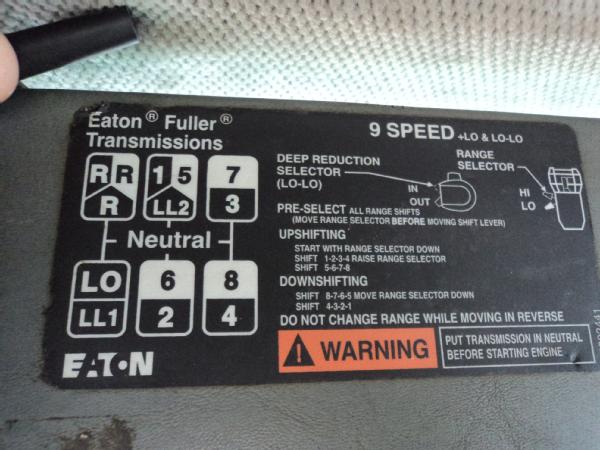 Eaton ® Fuller ®
Transmissions
9 SPEED +LO & LO-LO
R R 1 5 7
R LL2 3
Neutral
LO 6 8
LL1 2 4
EATON
DEEP REDUCTION
SELECTOR
(LO-LO)
IN
OUT
RANGE
SELECTOR
HI
LO
PRE-SELECT ALL RANGE SHIFTS
(MOVE RANGE SELECTOR BEFORE MOVING SHIFT LEVER)
UPSHIFTING
START WITH RANGE SELECTOR DOWN
SHIFT 1-2-3-4 RAISE RANGE SELECTOR
SHIFT 5-6-7-8
DOWNSHIFTING
SHIFT 8-7-6-5 MOVE RANGE SELECTOR DOWN
SHIFT 4-3-2-1
DO NOT CHANGE RANGE WHILE MOVING IN REVERSE
! WARNING
PUT TRANSMISSION IN NEUTRAL
BEFORE STARTING ENGINE